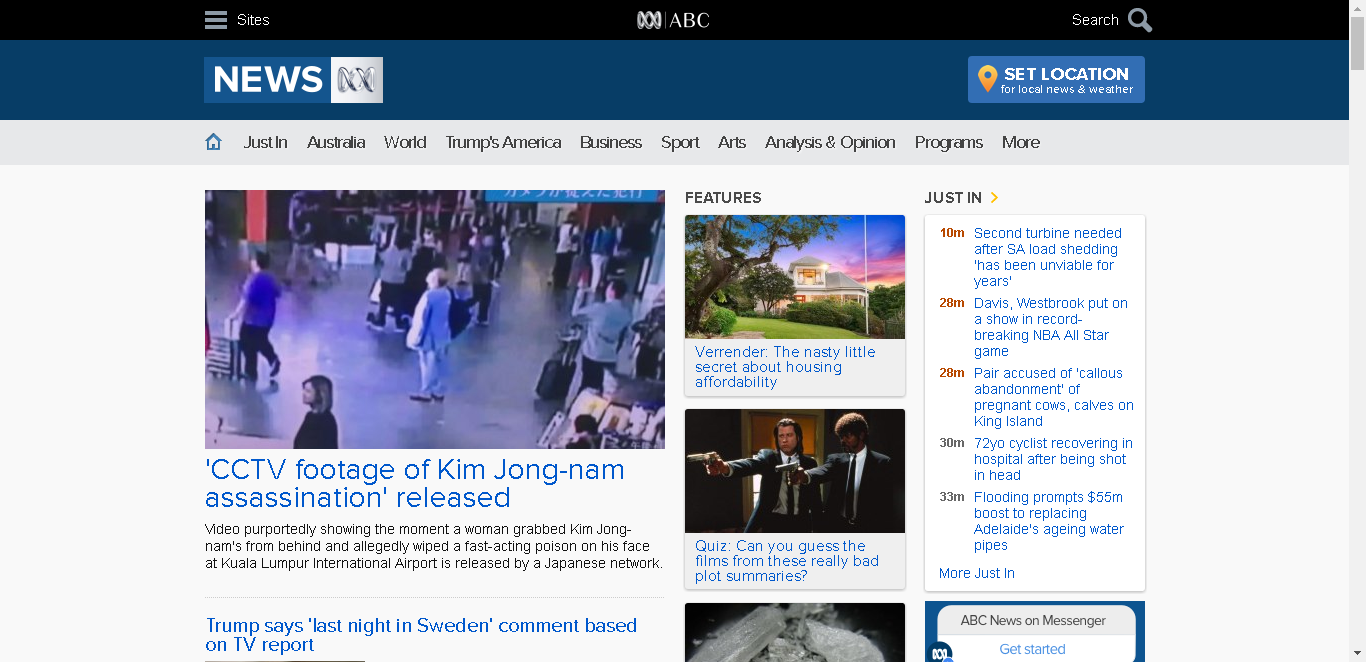 Sites
ABC
Search
NEWS
SET LOCATION
for local news & weather
Just In
Australia
World
Trump's America
Business
Sport
Arts
Analysis & Opinion
Programs
More
'CCTV footage of Kim Jong-nam
assassination' released
Video purportedly showing the moment a woman grabbed Kim Jong-
nam's from behind and allegedly wiped a fast-acting poison on his face
at Kuala Lumpur International Airport is released by a Japanese network.
Trump says 'last night in Sweden' comment based
on TV report
FEATURES
Verrender: The nasty little
secret about housing
affordability
Quiz: Can you guess the
films from these really bad
plot summaries?
JUST IN
10m Second turbine needed
after SA load shedding
'has been unviable for
years'
28m Davis, Westbrook put on
a show in record-
breaking NBA All Star
game
28m Pair accused of 'callous
abandonment' of
pregnant cows, calves on
King Island
30m 72yo cyclist recovering in
hospital after being shot
in head
33m Flooding prompts $55m
boost to replacing
Adelaide's ageing water
pipes
More Just In
ABC News on Messenger
Get started